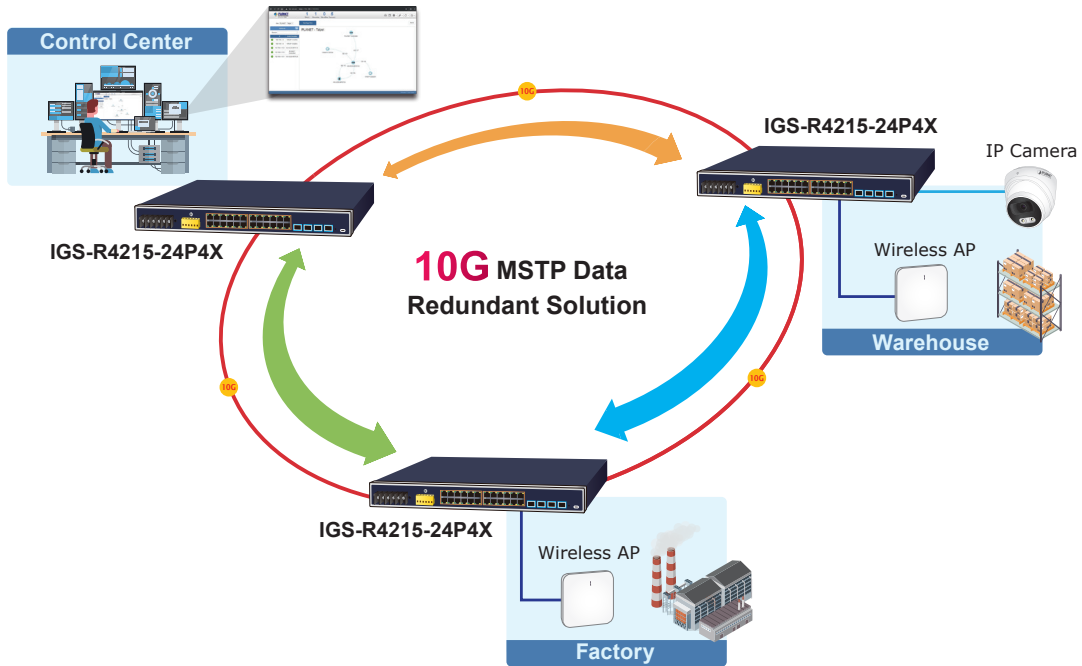 Control Center
10G
IGS-R4215-24P4X
IP Camera
IGS-R4215-24P4X
Wireless AP
10G MSTP Data
Redundant Solution
Warehouse
10G
10G
IGS-R4215-24P4X
Wireless AP
Factory